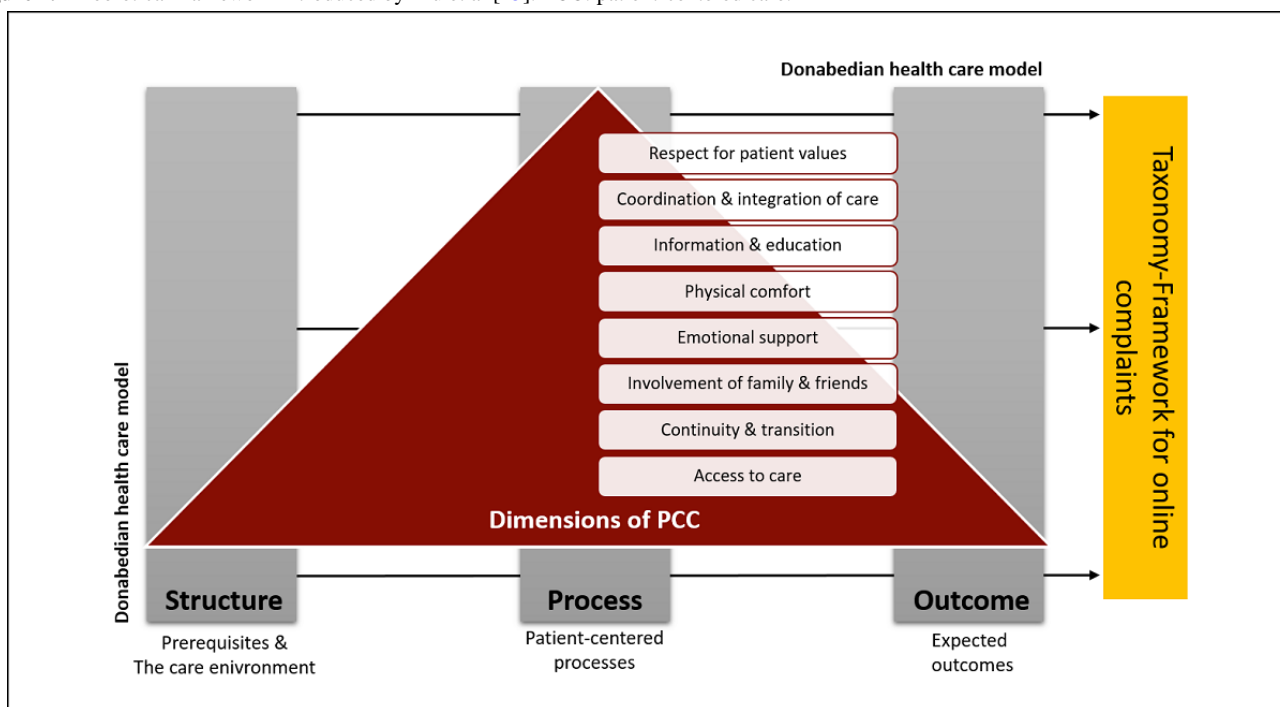 Donabedian health care model
Respect for patient values
Coordination & integration of care
Information & education
Physical comfort
Emotional support
Involvement of family & friends
Continuity & transition
Access to care
Dimensions of PCC
Donabedian health care model
Structure
Process
Outcome
Prerequisites &
The care enivronment
Patient-centered
processes
Expected
outcomes
Taxonomy-Framework for online
complaints